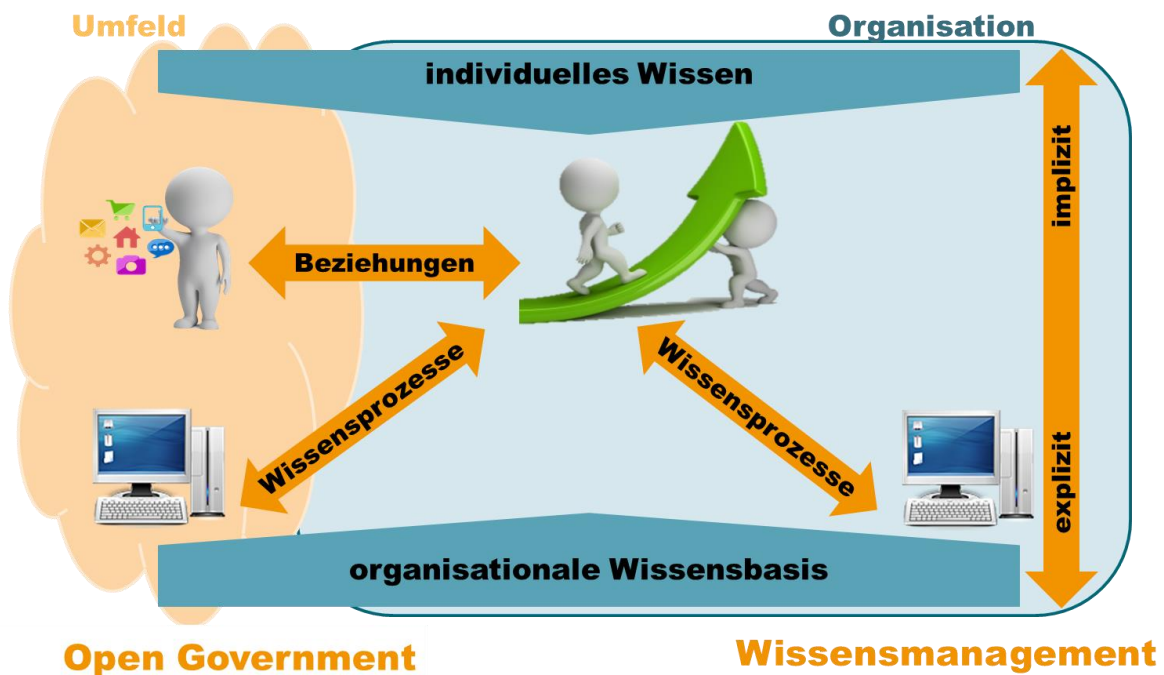 Umfeld
Organisation
individuelles Wissen
implizit
Beziehungen
Wissensprozesse
Wissensprozesse
explizit
organisationale Wissensbasis
Open Government
Wissensmanagement